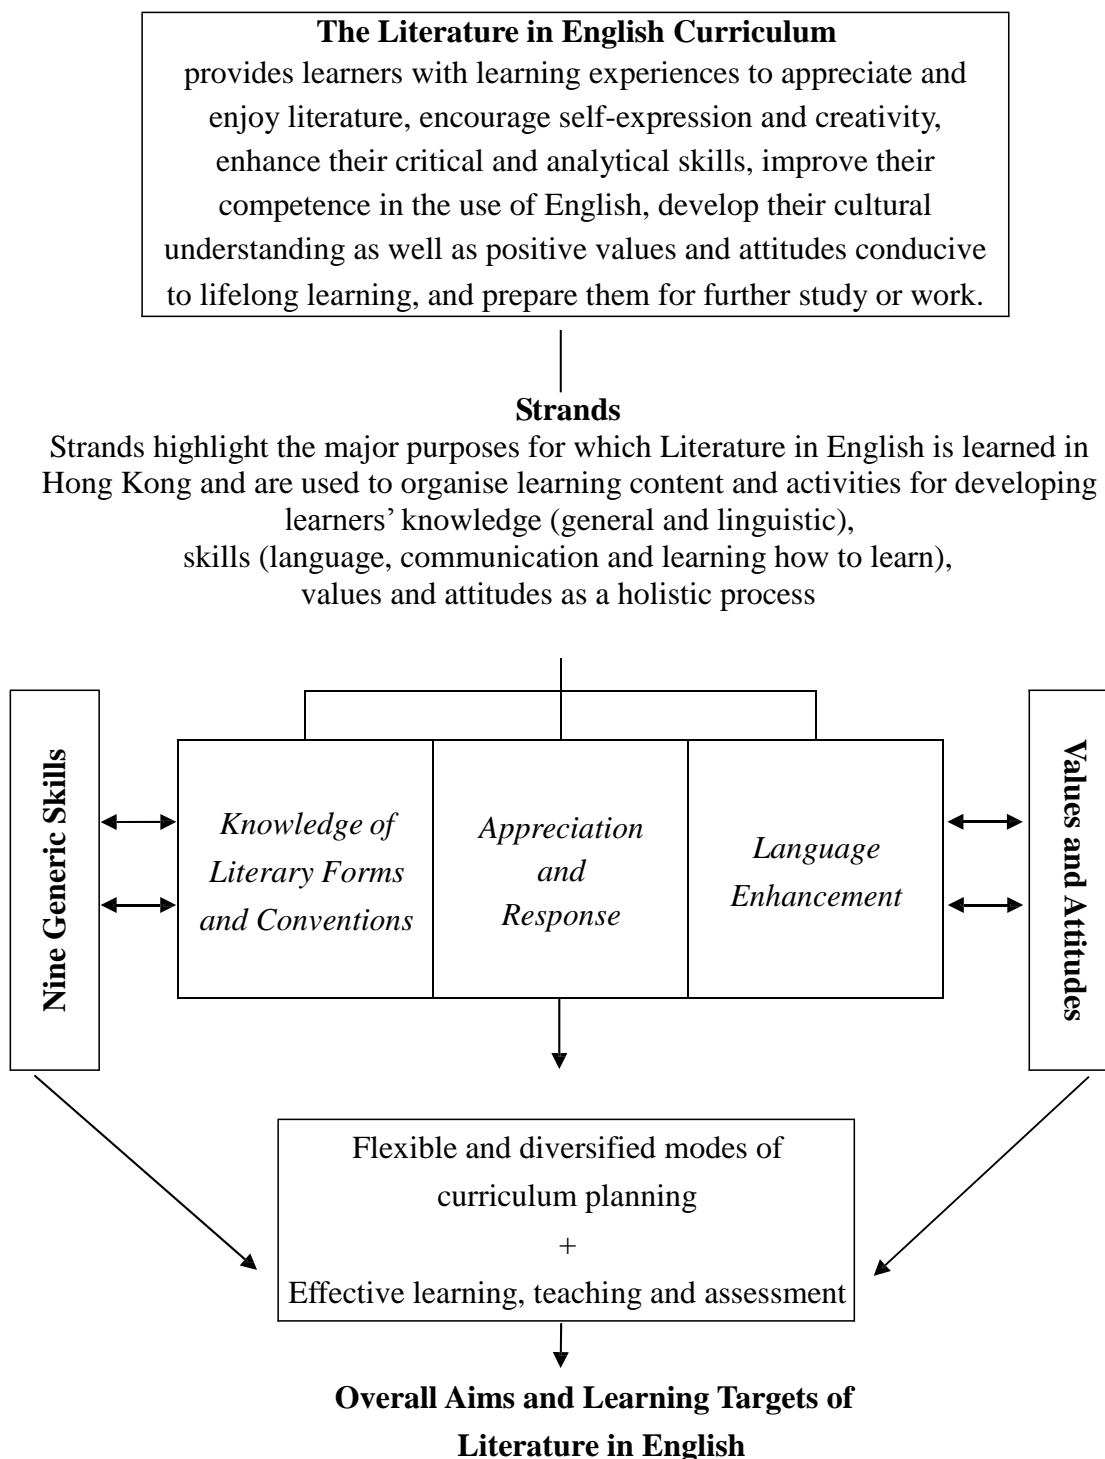 The Literature in English Curriculum
provides learners with learning experiences to appreciate and
enjoy literature, encourage self-expression and creativity,
enhance their critical and analytical skills, improve their
competence in the use of English, develop their cultural
understanding as well as positive values and attitudes conducive
to lifelong learning, and prepare them for further study or work.
Strands
Strands highlight the major purposes for which Literature in English is learned in
Hong Kong and are used to organise learning content and activities for developing
learners’ knowledge (general and linguistic),
skills (language, communication and learning how to learn),
values and attitudes as a holistic process
Nine Generic Skills
Knowledge of
Literary Forms
and Conventions
Appreciation
and
Response
Language
Enhancement
Values and Attitudes
Flexible and diversified modes of
curriculum planning
+
Effective learning, teaching and assessment
Overall Aims and Learning Targets of
Literature in English